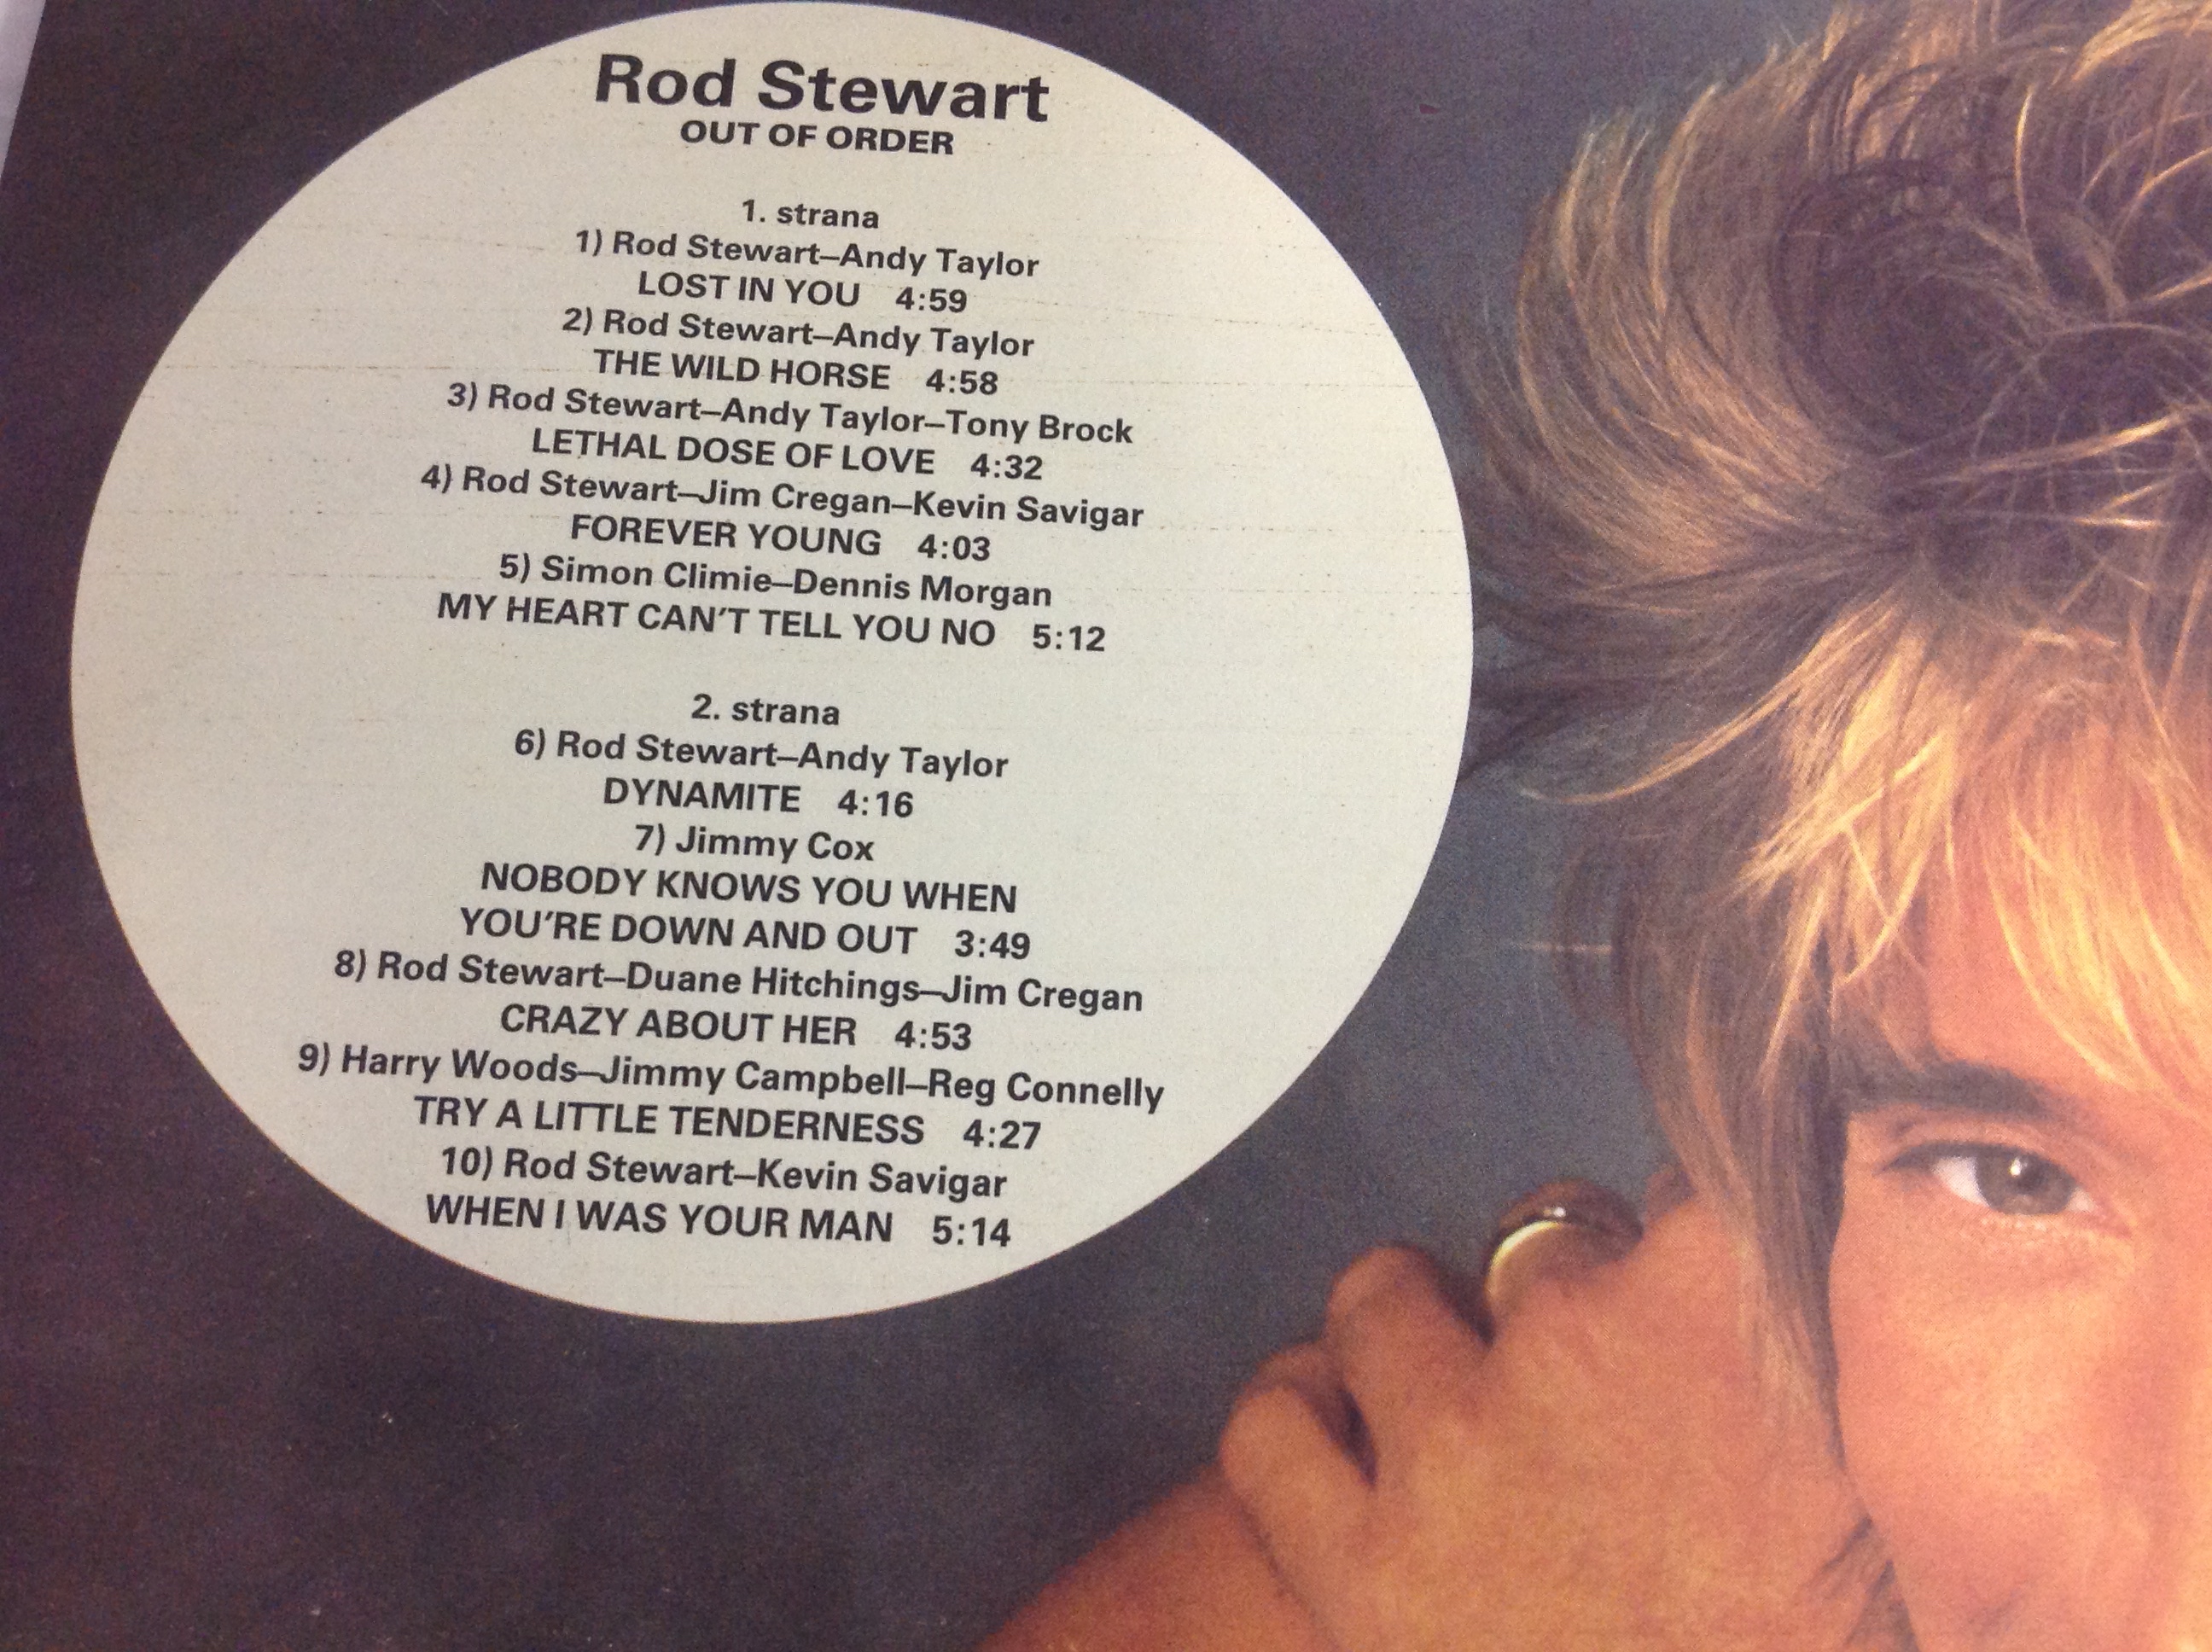 Rod Stewart
OUT OF ORDER
1. strana
1) Rod Stewart–Andy Taylor
LOST IN YOU 4:59
2) Rod Stewart–Andy Taylor
THE WILD HORSE 4:58
3) Rod Stewart–Andy Taylor–Tony Brock
LETHAL DOSE OF LOVE 4:32
4) Rod Stewart–Jim Cregan–Kevin Savigar
FOREVER YOUNG 4:03
5) Simon Climie–Dennis Morgan
MY HEART CAN'T TELL YOU NO 5:12
2. strana
6) Rod Stewart–Andy Taylor
DYNAMITE 4:16
7) Jimmy Cox
NOBODY KNOWS YOU WHEN
YOU'RE DOWN AND OUT 3:49
8) Rod Stewart–Duane Hitchings–Jim Cregan
CRAZY ABOUT HER 4:53
9) Harry Woods–Jimmy Campbell–Reg Connelly
TRY A LITTLE TENDERNESS 4:27
10) Rod Stewart–Kevin Savigar
WHEN I WAS YOUR MAN 5:14